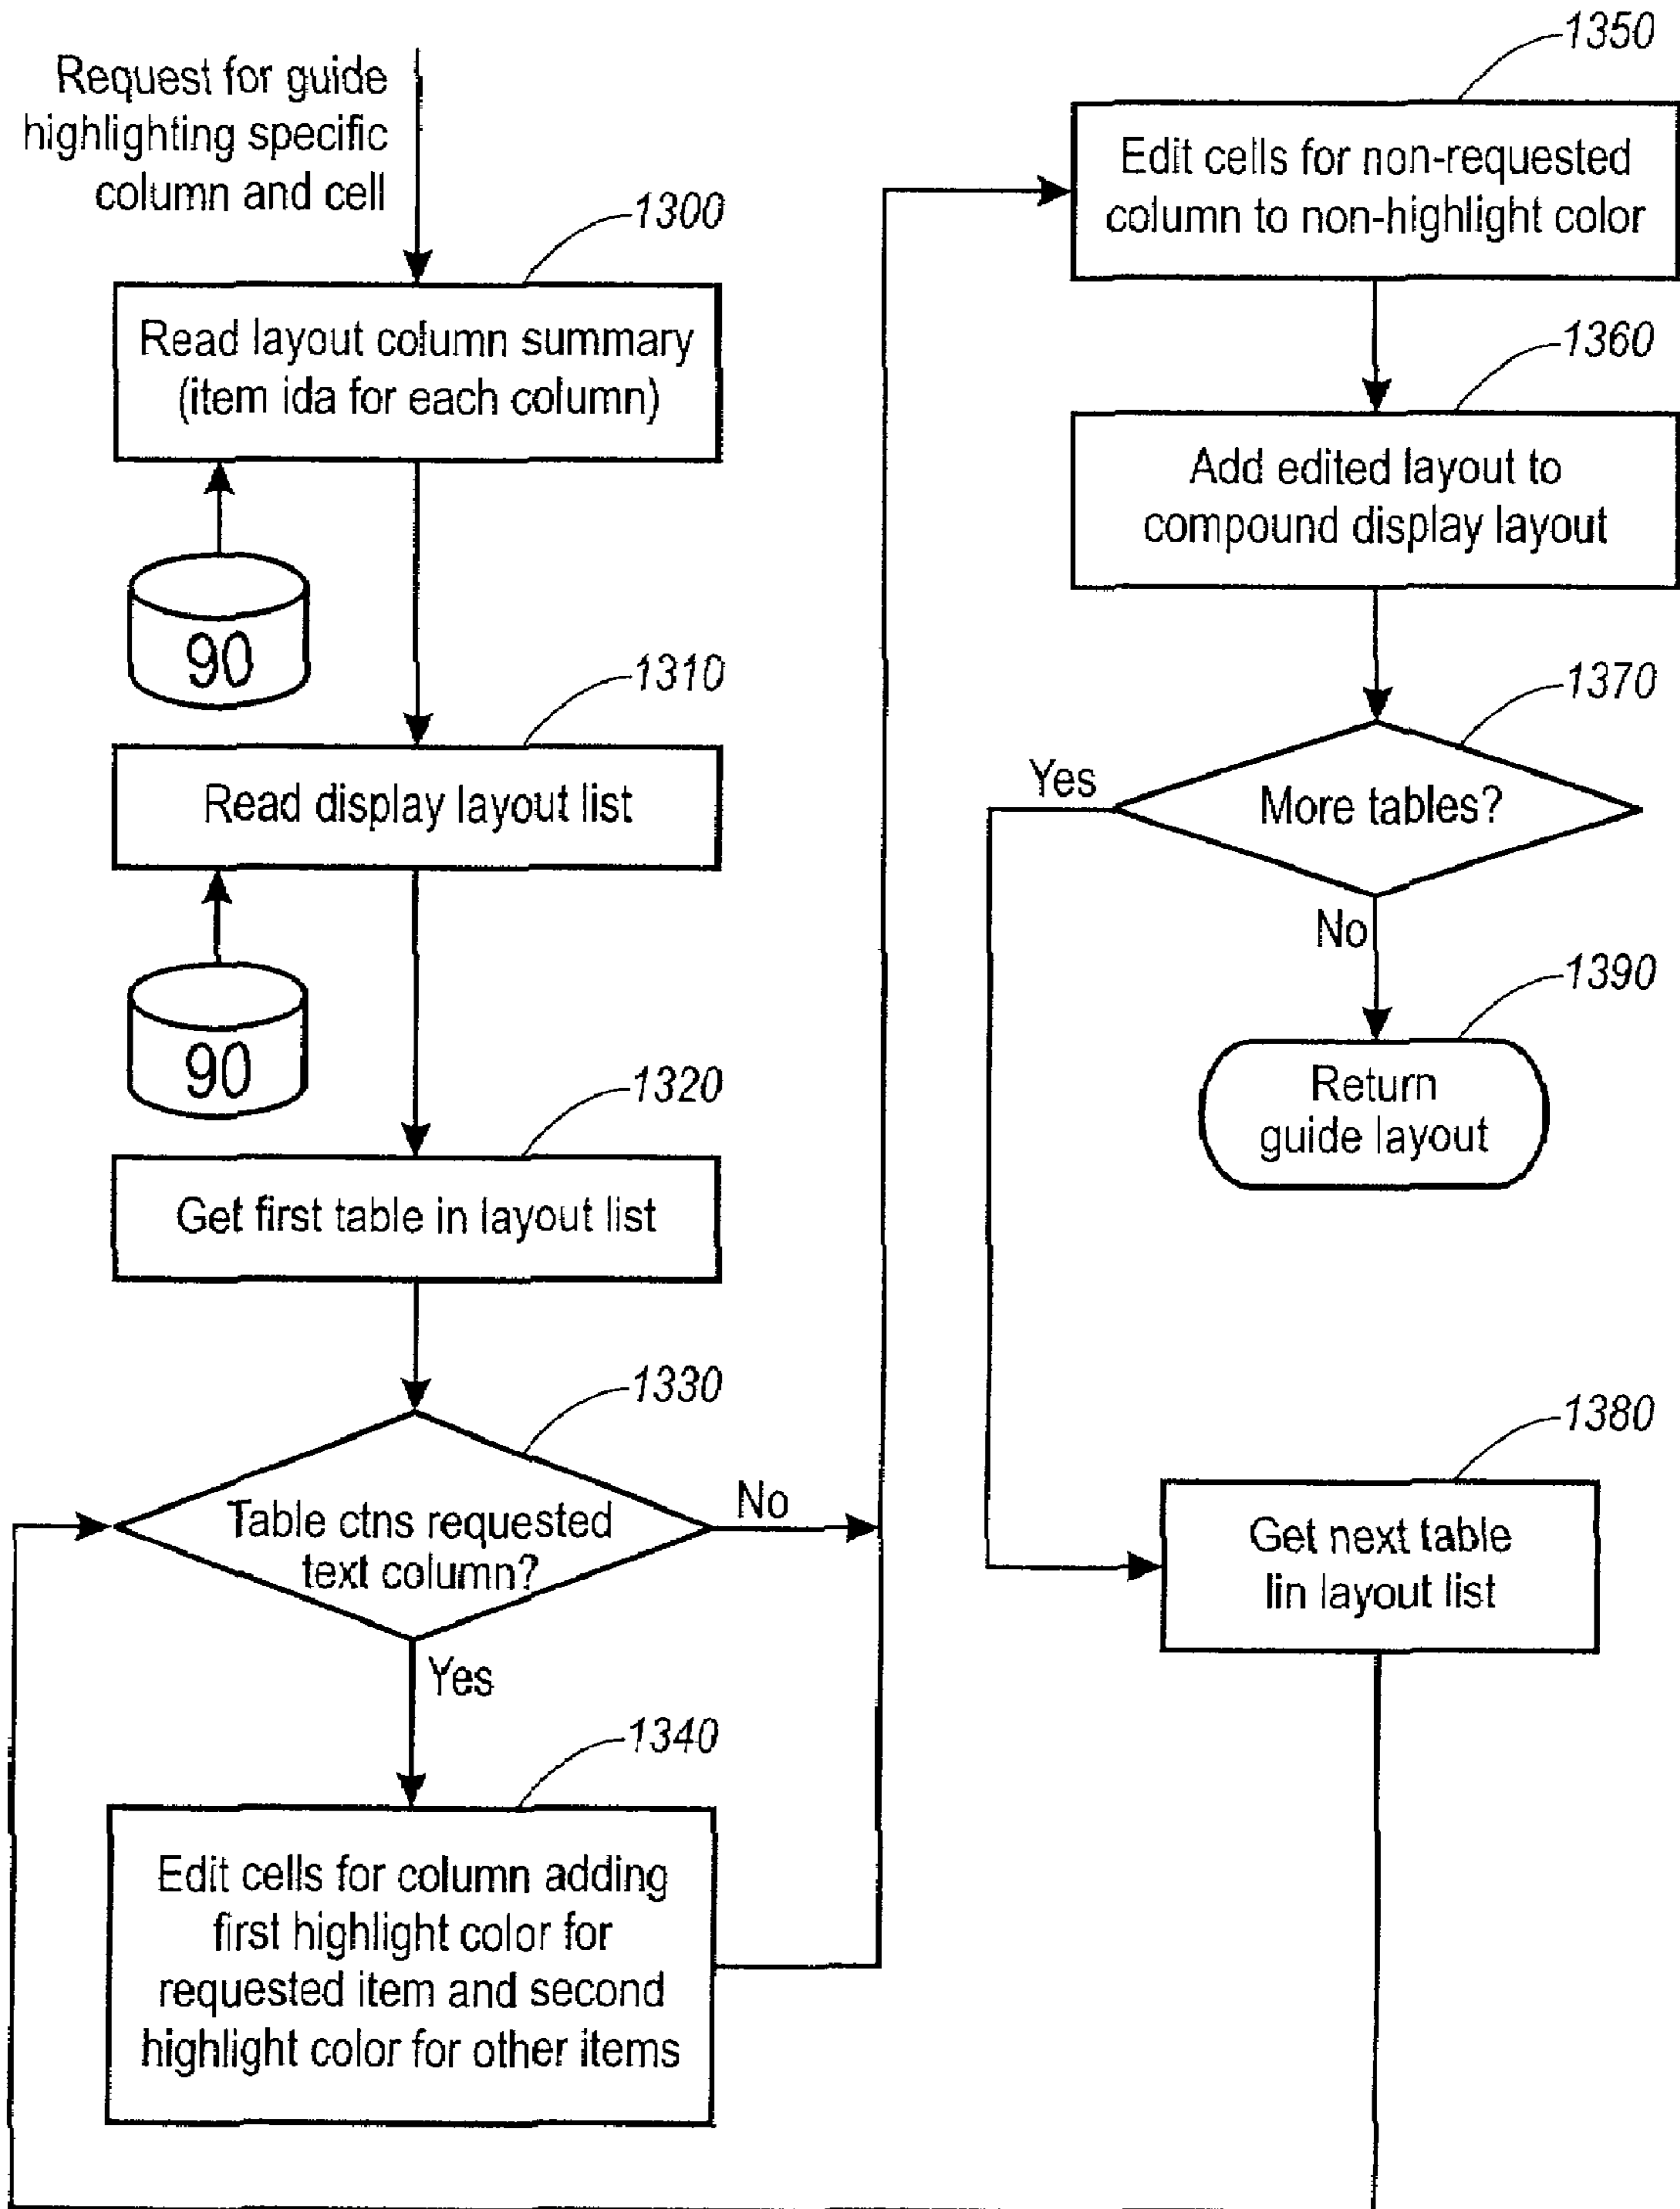 Request for guide
highlighting specific
column and cell
1300
Read layout column summary
(item ida for each column)
90
1310
Read display layout list
90
1320
Get first table in layout list
1330
Table ctns requested
text column?
No
Yes
1340
Edit cells for column adding
first highlight color for
requested item and second
highlight color for other items
1350
Edit cells for non-requested
column to non-highlight color
1360
Add edited layout to
compound display layout
1370
Yes
More tables?
No
1390
Return
guide layout
1380
Get next table
lin layout list